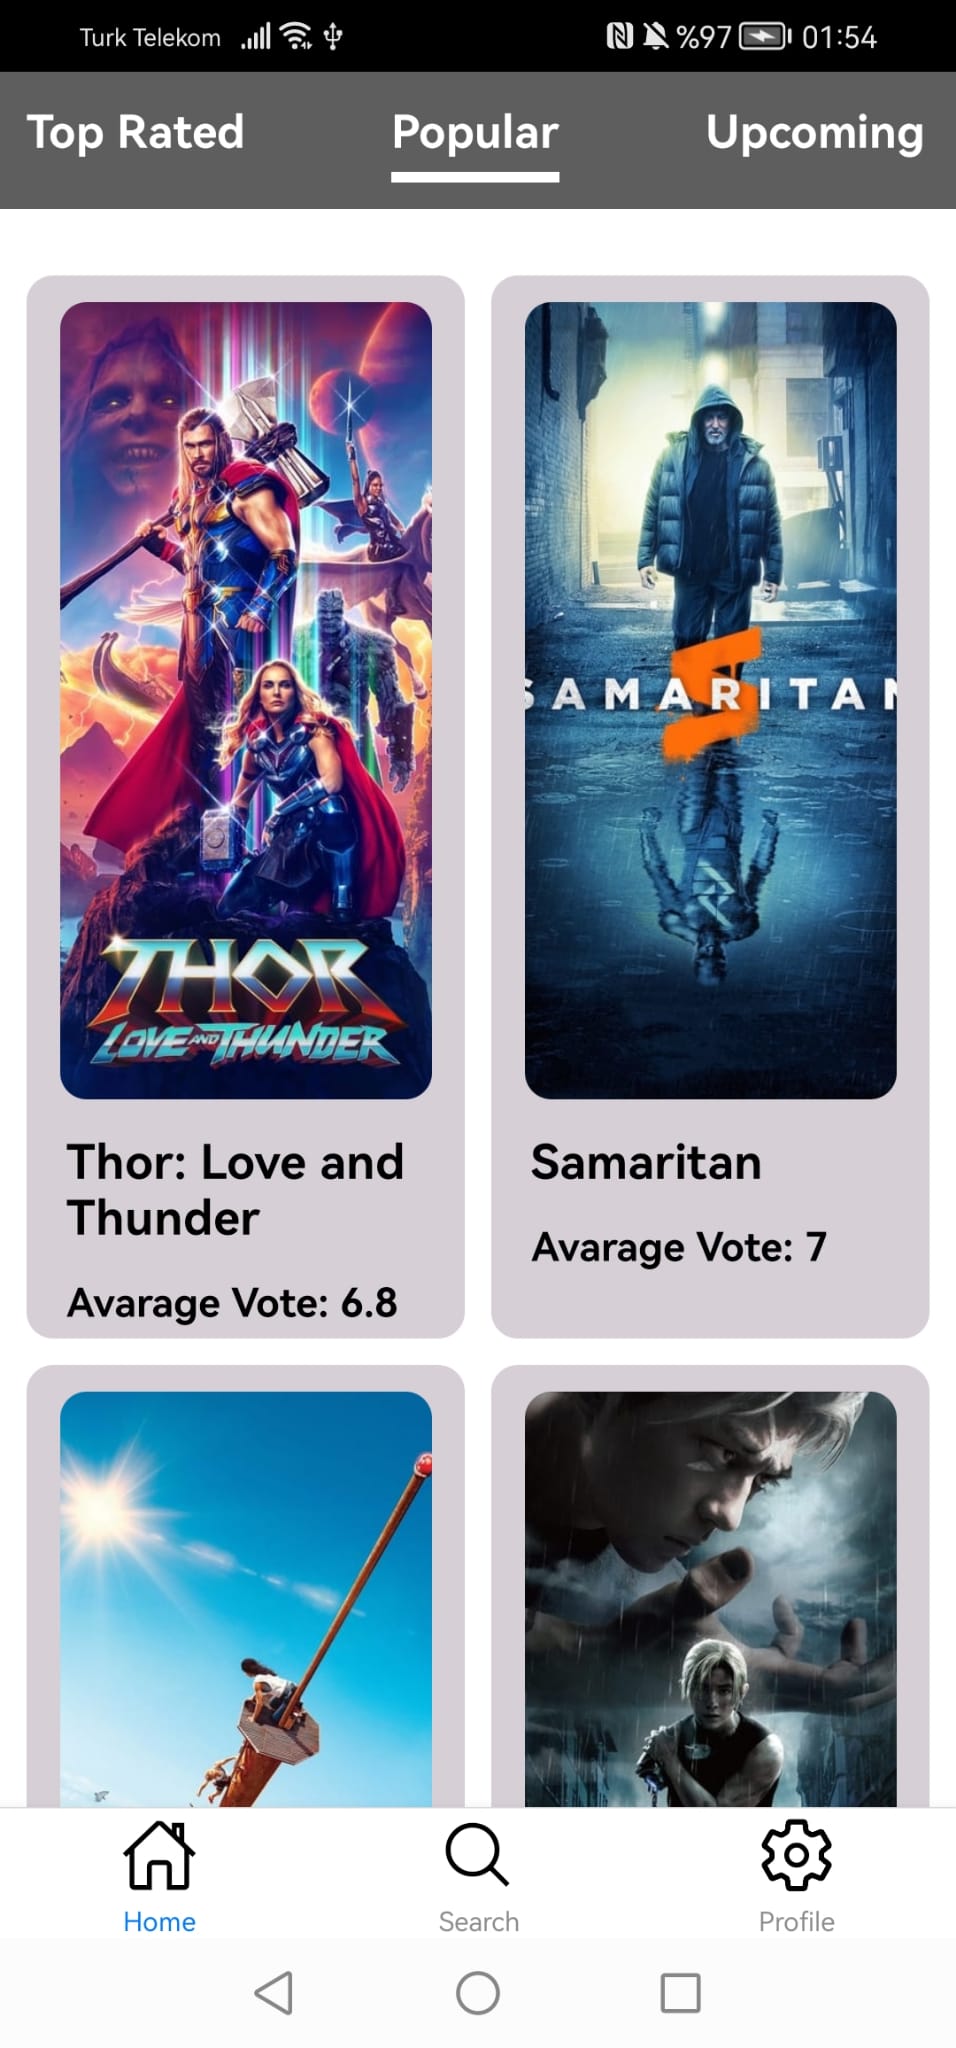 Turk Telekom %97 01:54
Top Rated Popular Upcoming
THOR
LOVE AND THUNDER
SAMARITAN
Thor: Love and
Thunder
Avarage Vote: 6.8
Samaritan
Avarage Vote: 7
Home Search Profile